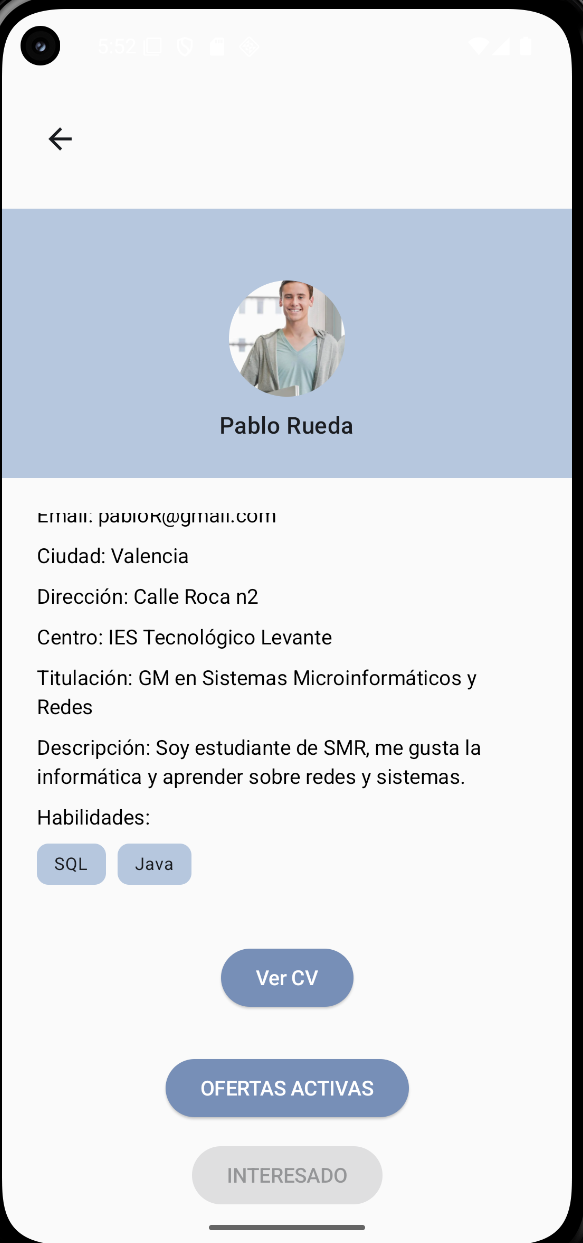 5:52
Pablo Rueda
Email: pabloR@gmail.com
Ciudad: Valencia
Dirección: Calle Roca n2
Centro: IES Tecnológico Levante
Titulación: GM en Sistemas Microinformáticos y
Redes
Descripción: Soy estudiante de SMR, me gusta la
informática y aprender sobre redes y sistemas.
Habilidades:
SQL Java
Ver CV
OFERTAS ACTIVAS
INTERESADO